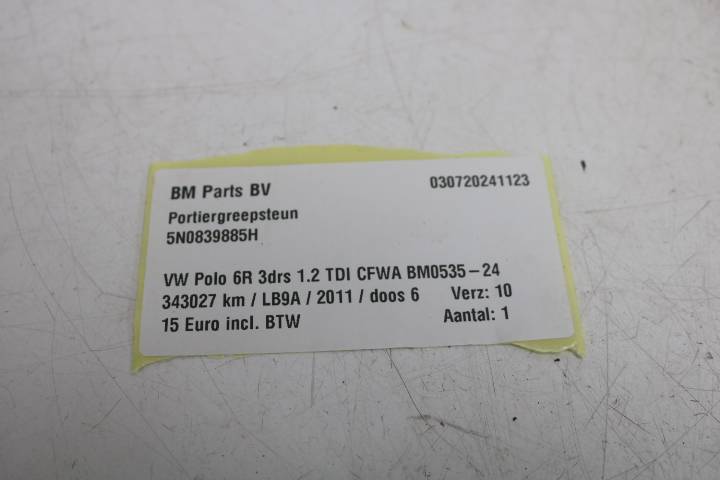 BM Parts BV 030720241123
Portiergreepsteun
5N0839885H
VW Polo 6R 3drs 1.2 TDI CFWA BM0535-24
343027 km / LB9A / 2011 / doos 6 Verz: 10
15 Euro incl. BTW Aantal: 1